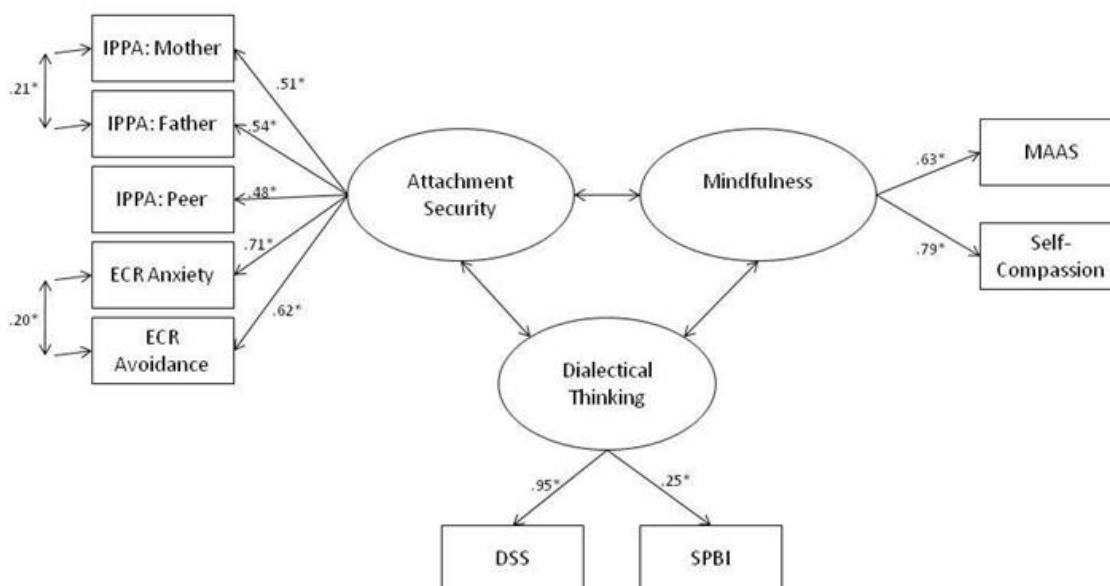 IPPA: Mother
.21*
.51*
IPPA: Father
.54*
IPPA: Peer
.48*
ECR Anxiety
.71*
.20*
ECR
Avoidance
.62*
Attachment
Security
Mindfulness
.63*
MAAS
.79*
Self-
Compassion
Dialectical
Thinking
.95*
.25*
DSS
SPBI